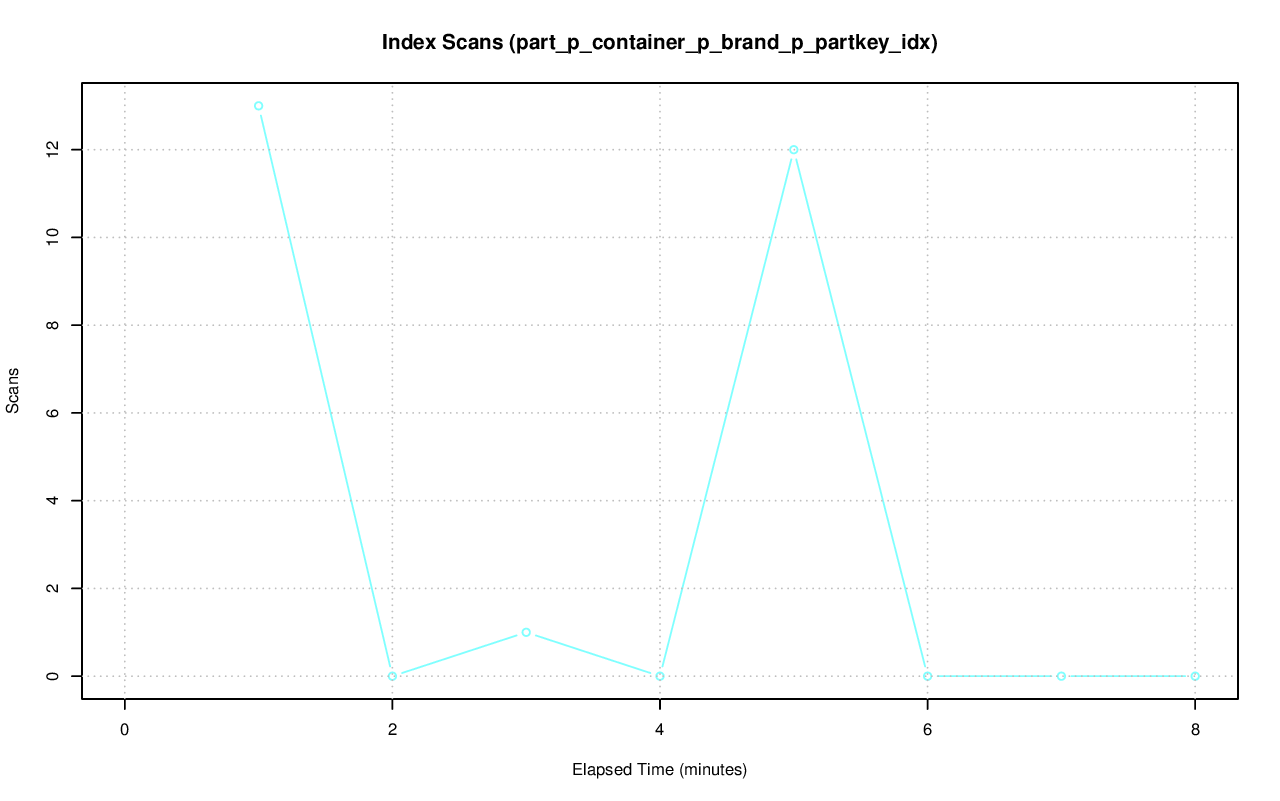 Index Scans (part_p_container_p_brand_p_partkey_idx)
12
10
8
6
4
2
0
Scans
0 2 4 6 8
Elapsed Time (minutes)